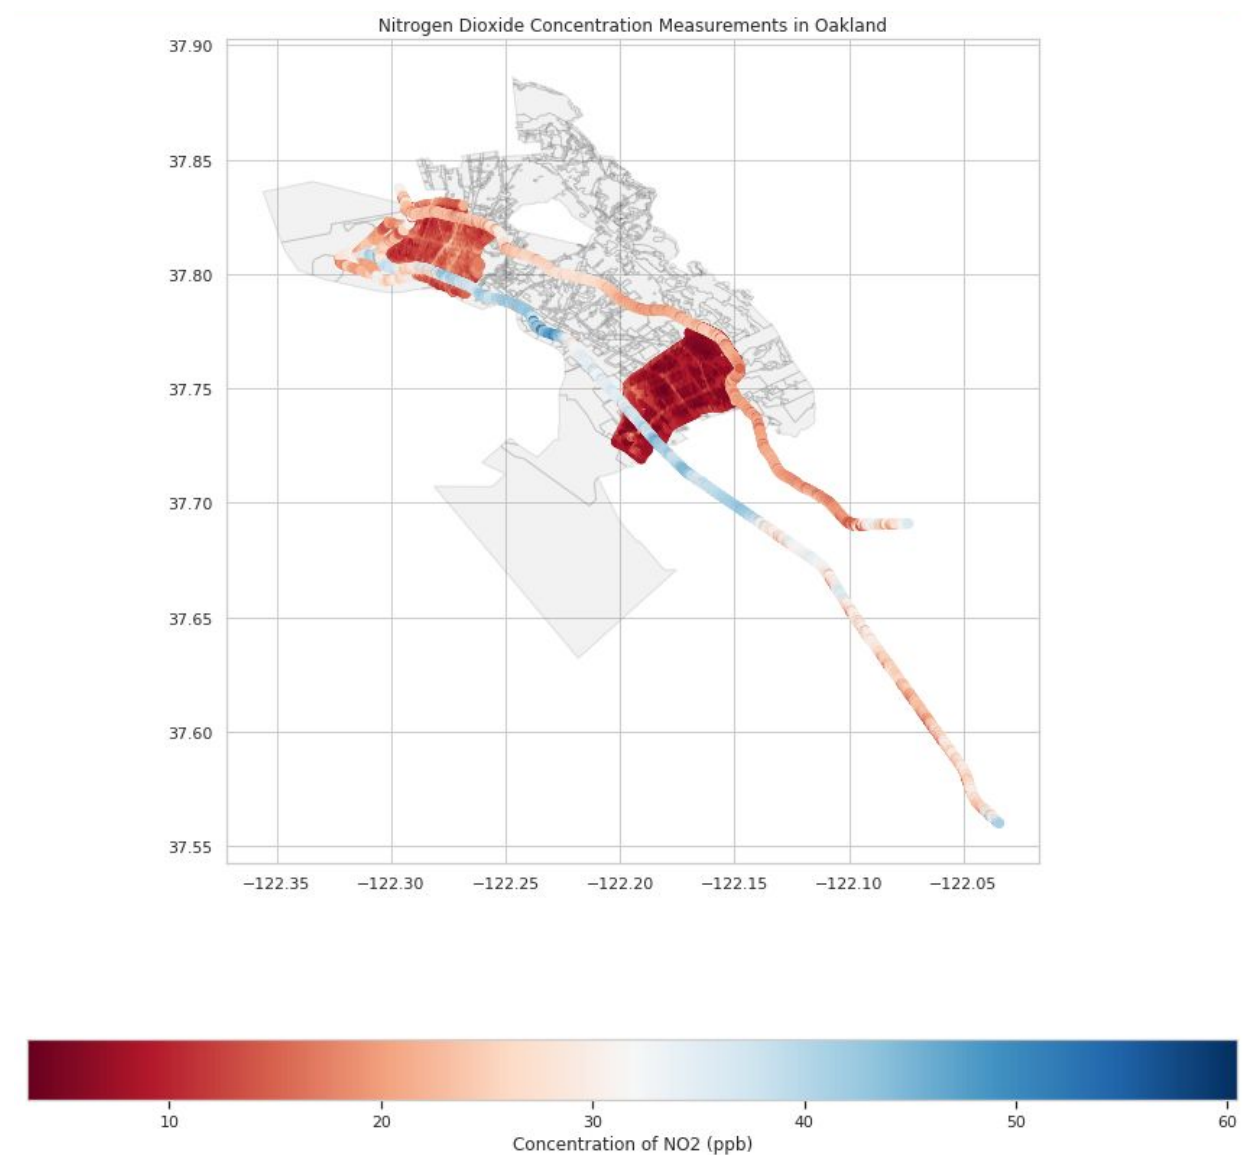 Nitrogen Dioxide Concentration Measurements in Oakland
37.90
37.85
37.80
37.75
37.70
37.65
37.60
37.55
−122.35 −122.30 −122.25 −122.20 −122.15 −122.10 −122.05
10 20 30 40 50 60
Concentration of NO2 (ppb)